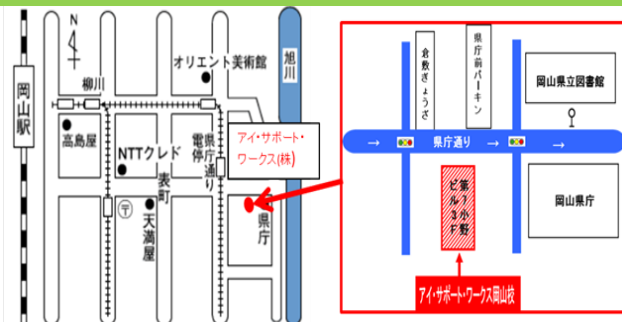 N
岡山駅
柳川
オリエント美術館
旭川
高島屋
NTTクレド
表町
県庁通り
電停
〒
天満屋
県庁
アイ・サポート・
ワークス(株)
倉敷ぎょうざ
県庁前パーキン
岡山県立図書館
→
県庁通り
→
→
第1小野
ビル3F
岡山県庁
アイ・サポート・ワークス岡山校